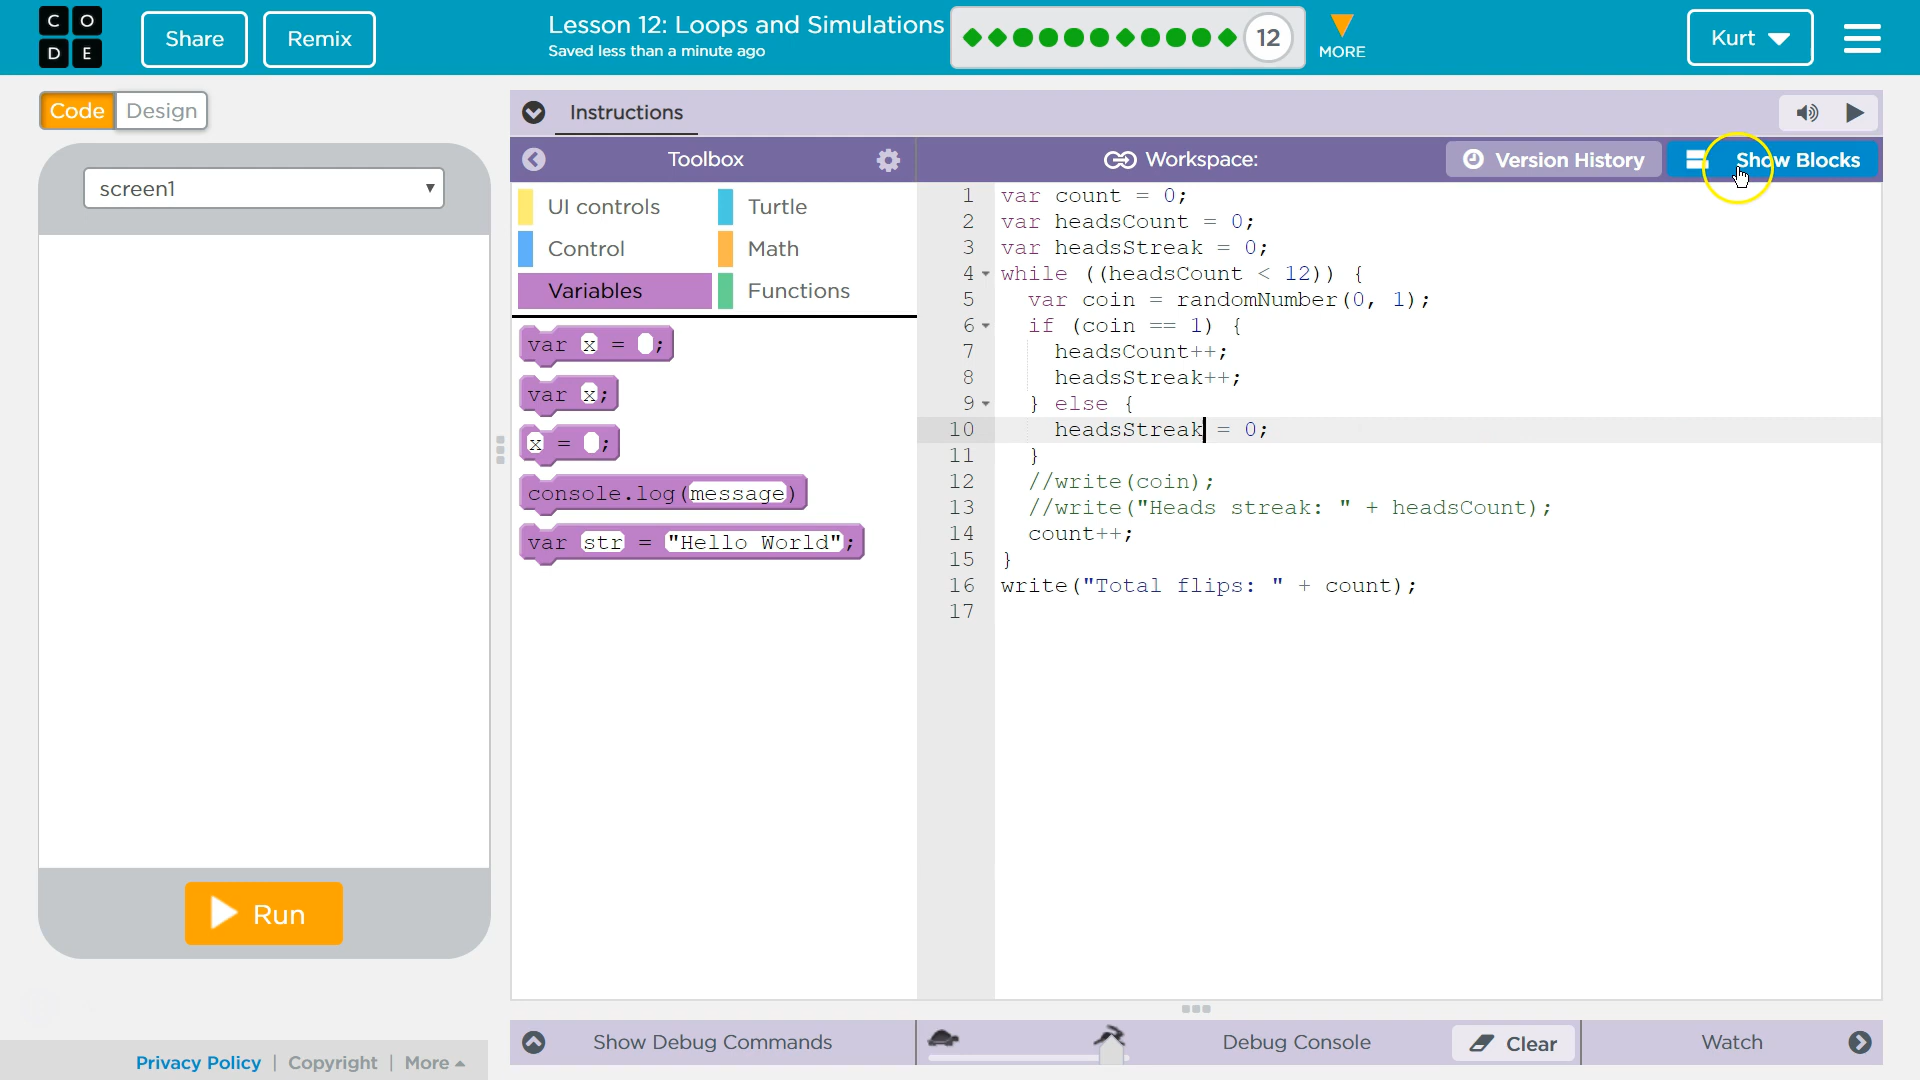 C O
D E
Share
Remix
Lesson 12: Loops and Simulations
Saved less than a minute ago
12
MORE
Kurt
Code
Design
Instructions
screen1
Toolbox
Workspace:
Version History
Show Blocks
UI controls
Turtle
Control
Math
Variables
Functions
var x = ;
var x;
x = ;
console.log(message)
var str = "Hello World";
1 var count = 0;
2 var headsCount = 0;
3 var headsStreak = 0;
4 while ((headsCount < 12)) {
5 var coin = randomNumber(0, 1);
6 if (coin == 1) {
7 headsCount++;
8 headsStreak++;
9 } else {
10 headsStreak = 0;
11 }
12 //write(coin);
13 //write("Heads streak: " + headsCount);
14 count++;
15 }
16 write("Total flips: " + count);
17
Run
Show Debug Commands
Debug Console
Clear
Watch
Privacy Policy | Copyright | More